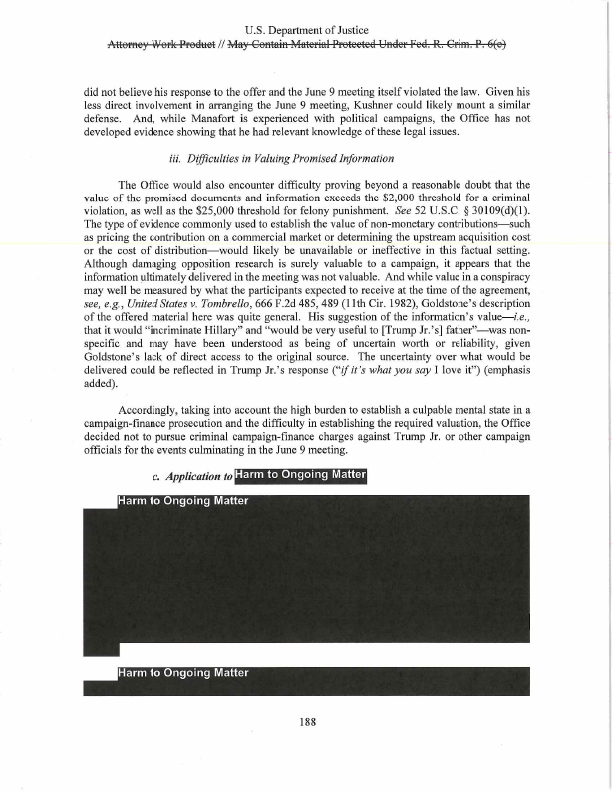 U.S. Department of Justice
Attorney Work Product // May Contain Material Protected Under Fed. R. Crim. P. 6(e)
did not believe his response to the offer and the June 9 meeting itself violated the law. Given his
less direct involvement in arranging the June 9 meeting, Kushner could likely mount a similar
defense. And, while Manafort is experienced with political campaigns, the Office has not
developed evidence showing that he had relevant knowledge of these legal issues.
iii. Difficulties in Valuing Promised Information
The Office would also encounter difficulty proving beyond a reasonable doubt that the
value of the promised documents and information exceeds the $2,000 threshold for a criminal
violation, as well as the $25,000 threshold for felony punishment. See 52 U.S.C. § 30109(d)(1).
The type of evidence commonly used to establish the value of non-monetary contributions—such
as pricing the contribution on a commercial market or determining the upstream acquisition cost
or the cost of distribution—would likely be unavailable or ineffective in this factual setting.
Although damaging opposition research is surely valuable to a campaign, it appears that the
information ultimately delivered in the meeting was not valuable. And while value in a conspiracy
may well be measured by what the participants expected to receive at the time of the agreement,
see, e.g., United States v. Tombrello, 666 F.2d 485, 489 (11th Cir. 1982), Goldstone's description
of the offered material here was quite general. His suggestion of the information's value—i.e.,
that it would "incriminate Hillary" and "would be very useful to [Trump Jr.'s] father"—was non-
specific and may have been understood as being of uncertain worth or reliability, given
Goldstone's lack of direct access to the original source. The uncertainty over what would be
delivered could be reflected in Trump Jr.'s response ("if it's what you say I love it") (emphasis
added).
Accordingly, taking into account the high burden to establish a culpable mental state in a
campaign-finance prosecution and the difficulty in establishing the required valuation, the Office
decided not to pursue criminal campaign-finance charges against Trump Jr. or other campaign
officials for the events culminating in the June 9 meeting.
c. Application to Harm to Ongoing Matter
Harm to Ongoing Matter
Harm to Ongoing Matter
188